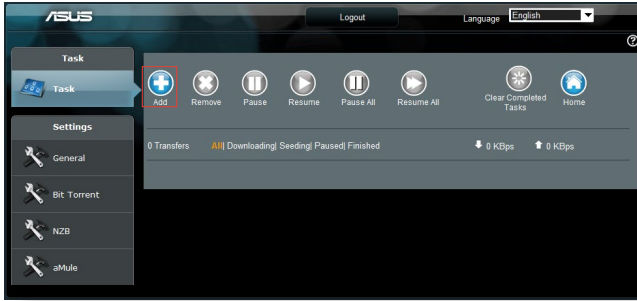 ASUS
Logout
Language English
Task
Task
Settings
General
Bit Torrent
NZB
aMule
Add
Remove
Pause
Resume
Pause All
Resume All
Clear Completed
Tasks
Home
0 Transfers All| Downloading| Seeding| Paused| Finished 0 KBps 0 KBps
?